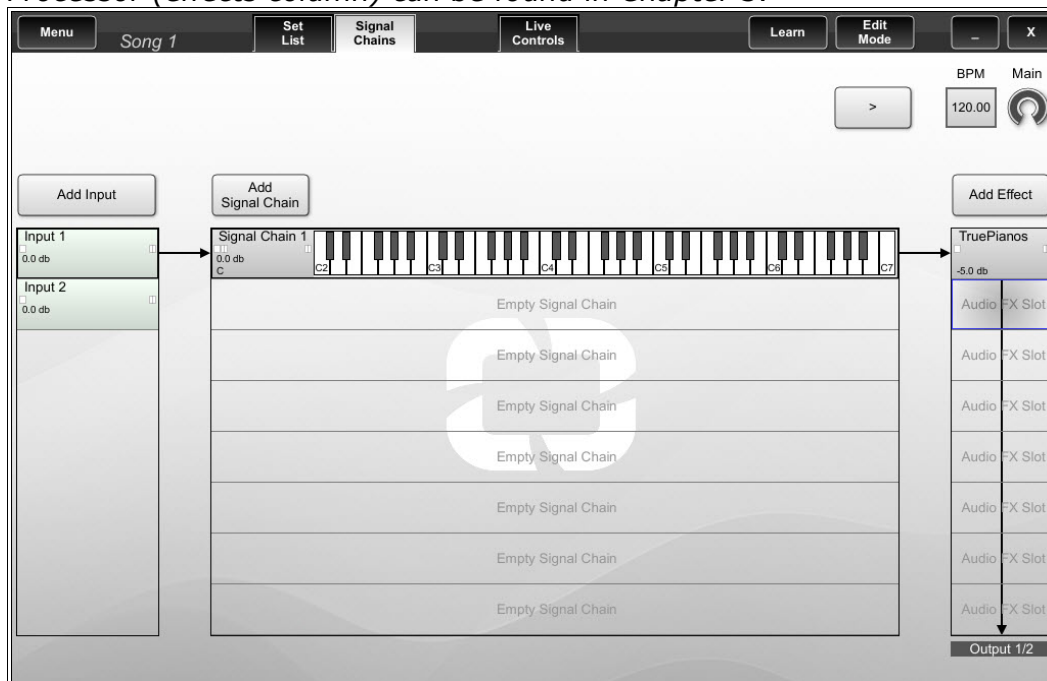 Processor (effects column) can be found in Chapter 5.
Menu
Song 1
Set
List
Signal
Chains
Live
Controls
Learn
Edit
Mode
_
X
BPM
Main
>
120.00
Add Input
Add
Signal Chain
Add Effect
Input 1
0.0 db
Signal Chain 1
0.0 db
C
C2
C3
C4
C5
C6
C7
TruePianos
-5.0 db
Input 2
0.0 db
Empty Signal Chain
Audio FX Slot
Empty Signal Chain
Audio FX Slot
Empty Signal Chain
Audio FX Slot
Empty Signal Chain
Audio FX Slot
Empty Signal Chain
Audio FX Slot
Empty Signal Chain
Audio FX Slot
Empty Signal Chain
Audio FX Slot
Output 1/2